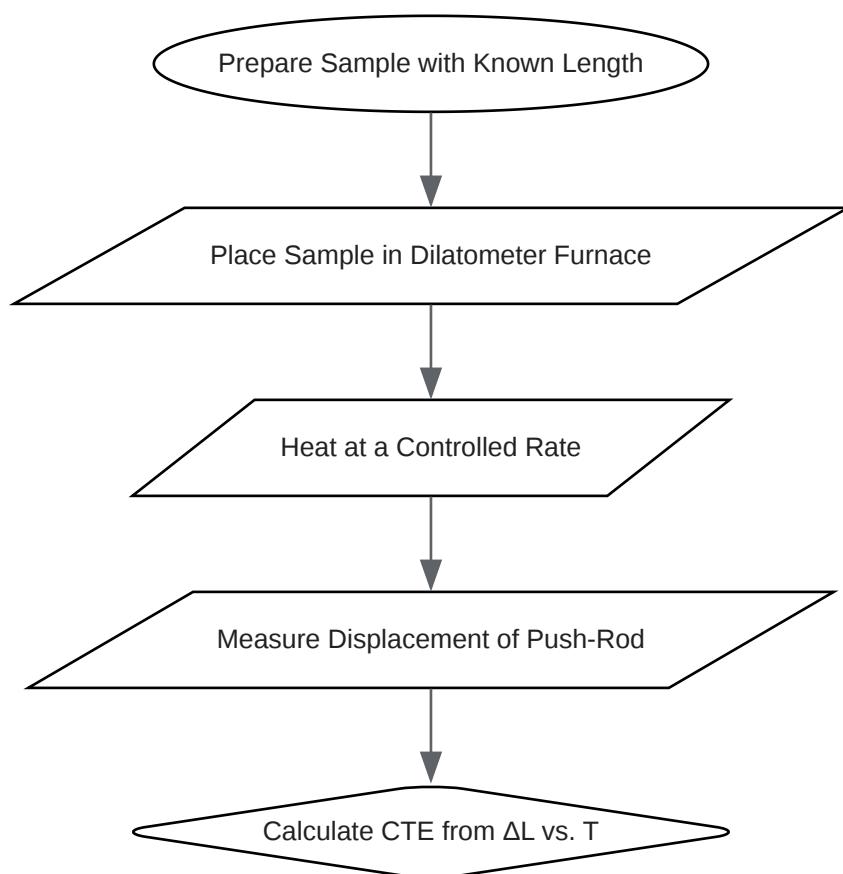 Prepare Sample with Known Length
Place Sample in Dilatometer Furnace
Heat at a Controlled Rate
Measure Displacement of Push-Rod
Calculate CTE from ΔL vs. T